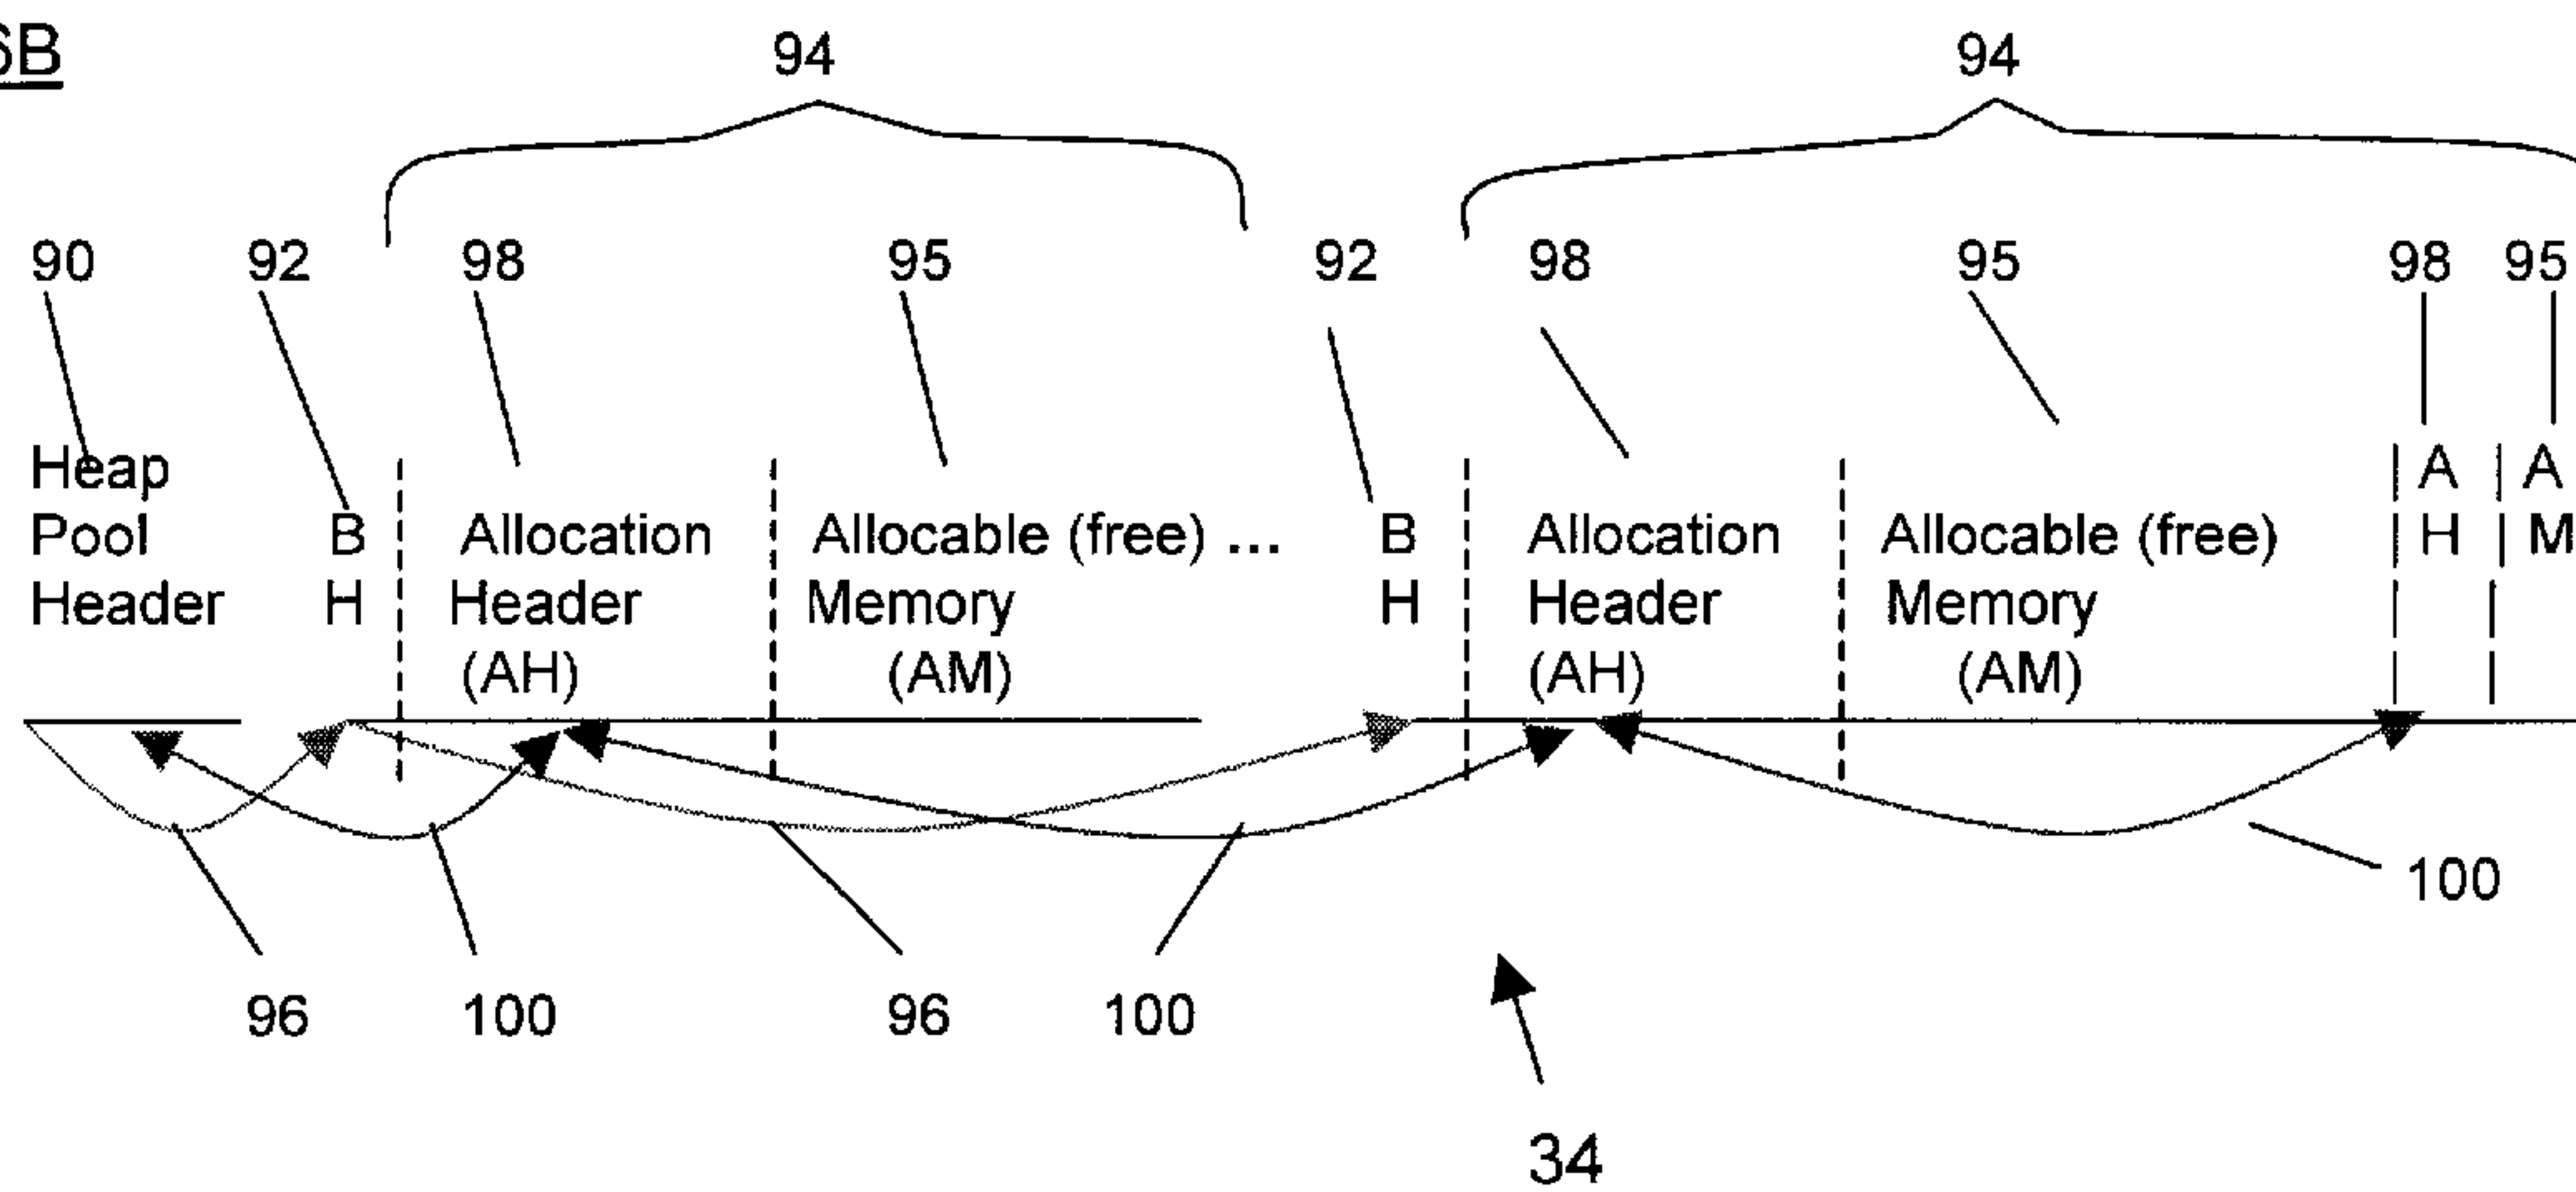 6B
94 94
90 92 98 95 92 98 95 98 95
Heap A A
Pool B Allocation Allocable (free) ... B Allocation Allocable (free) H M
Header H Header Memory H Header Memory
(AH) (AM) (AH) (AM)
100
96 100 96 100
34